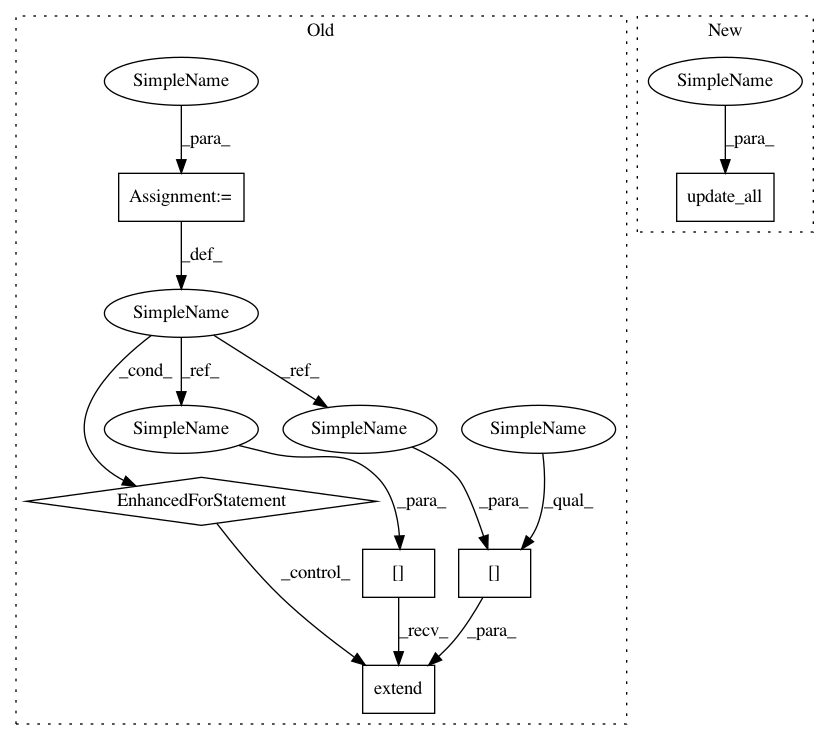 Old
New
SimpleName
SimpleName
_para_
_para_
Assignment:=
update_all
_def_
SimpleName
_cond_
_ref_
_ref_
SimpleName
SimpleName
SimpleName
EnhancedForStatement
_para_
_para_
_qual_
_control_
[]
[]
_recv_
_para_
extend